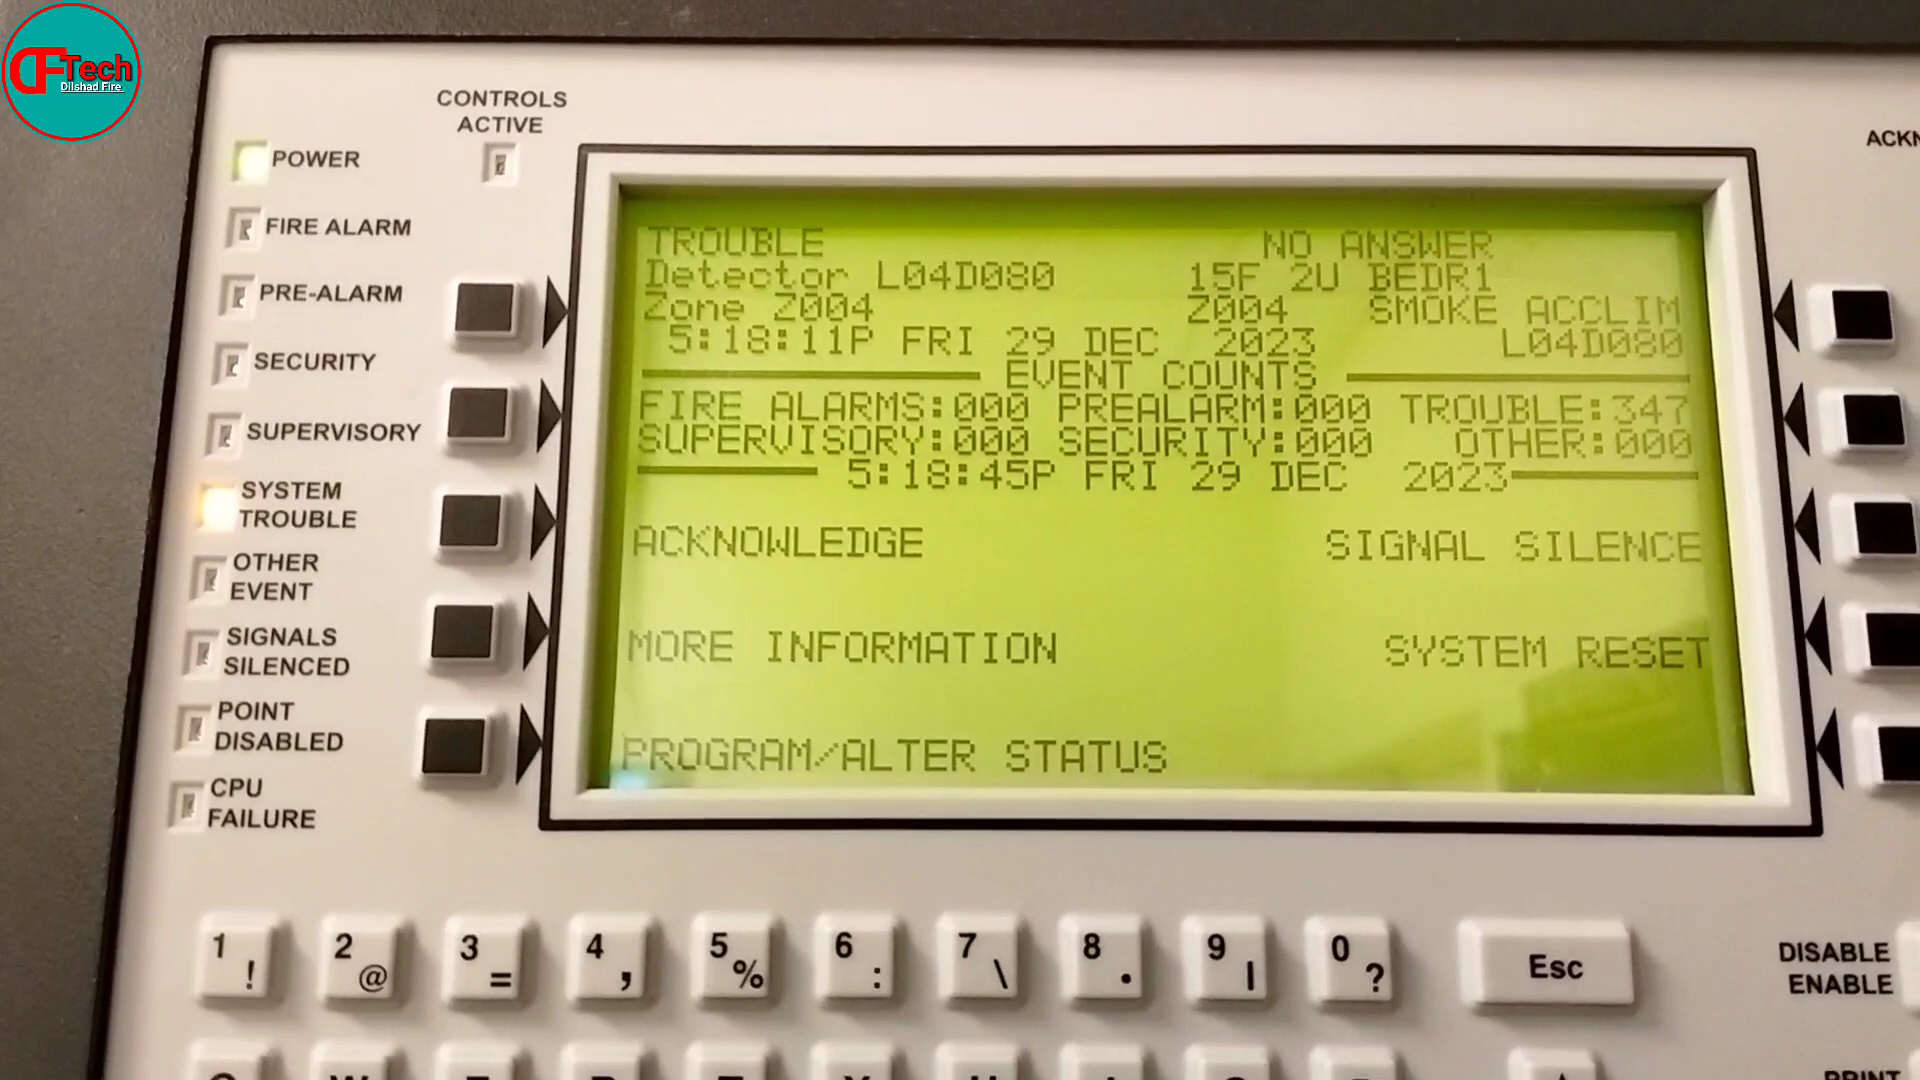 DFTech
Dilshad Fire
CONTROLS
ACTIVE
ACKN
POWER
FIRE ALARM
PRE-ALARM
SECURITY
SUPERVISORY
SYSTEM
TROUBLE
OTHER
EVENT
SIGNALS
SILENCED
POINT
DISABLED
CPU
FAILURE
TROUBLE NO ANSWER
Detector L04D080 15F 2U BEDR1
Zone Z004 Z004 SMOKE ACCLIM
5:18:11P FRI 29 DEC 2023 L04D080
EVENT COUNTS
FIRE ALARMS:000 PREALARM:000 TROUBLE:347
SUPERVISORY:000 SECURITY:000 OTHER:000
5:18:45P FRI 29 DEC 2023
ACKNOWLEDGE SIGNAL SILENCE
MORE INFORMATION SYSTEM RESET
PROGRAM/ALTER STATUS
1 ! 2 @ 3 = 4 , 5 % 6 : 7 \ 8 . 9 | 0 ? Esc
DISABLE
ENABLE
PRINT